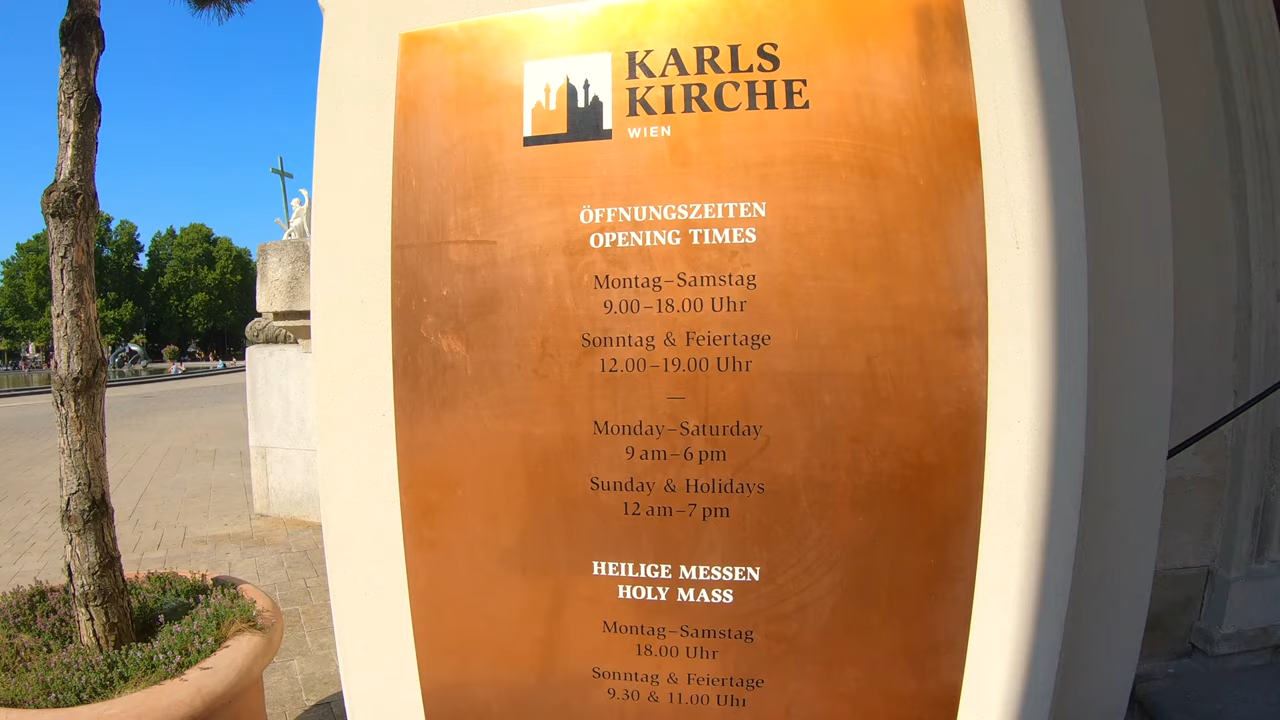 KARLS
KIRCHE
WIEN
ÖFFNUNGSZEITEN
OPENING TIMES
Montag–Samstag
9.00–18.00 Uhr
Sonntag & Feiertage
12.00–19.00 Uhr
—
Monday–Saturday
9 am–6 pm
Sunday & Holidays
12 am–7 pm
HEILIGE MESSEN
HOLY MASS
Montag–Samstag
18.00 Uhr
Sonntag & Feiertage
9.30 & 11.00 Uhr